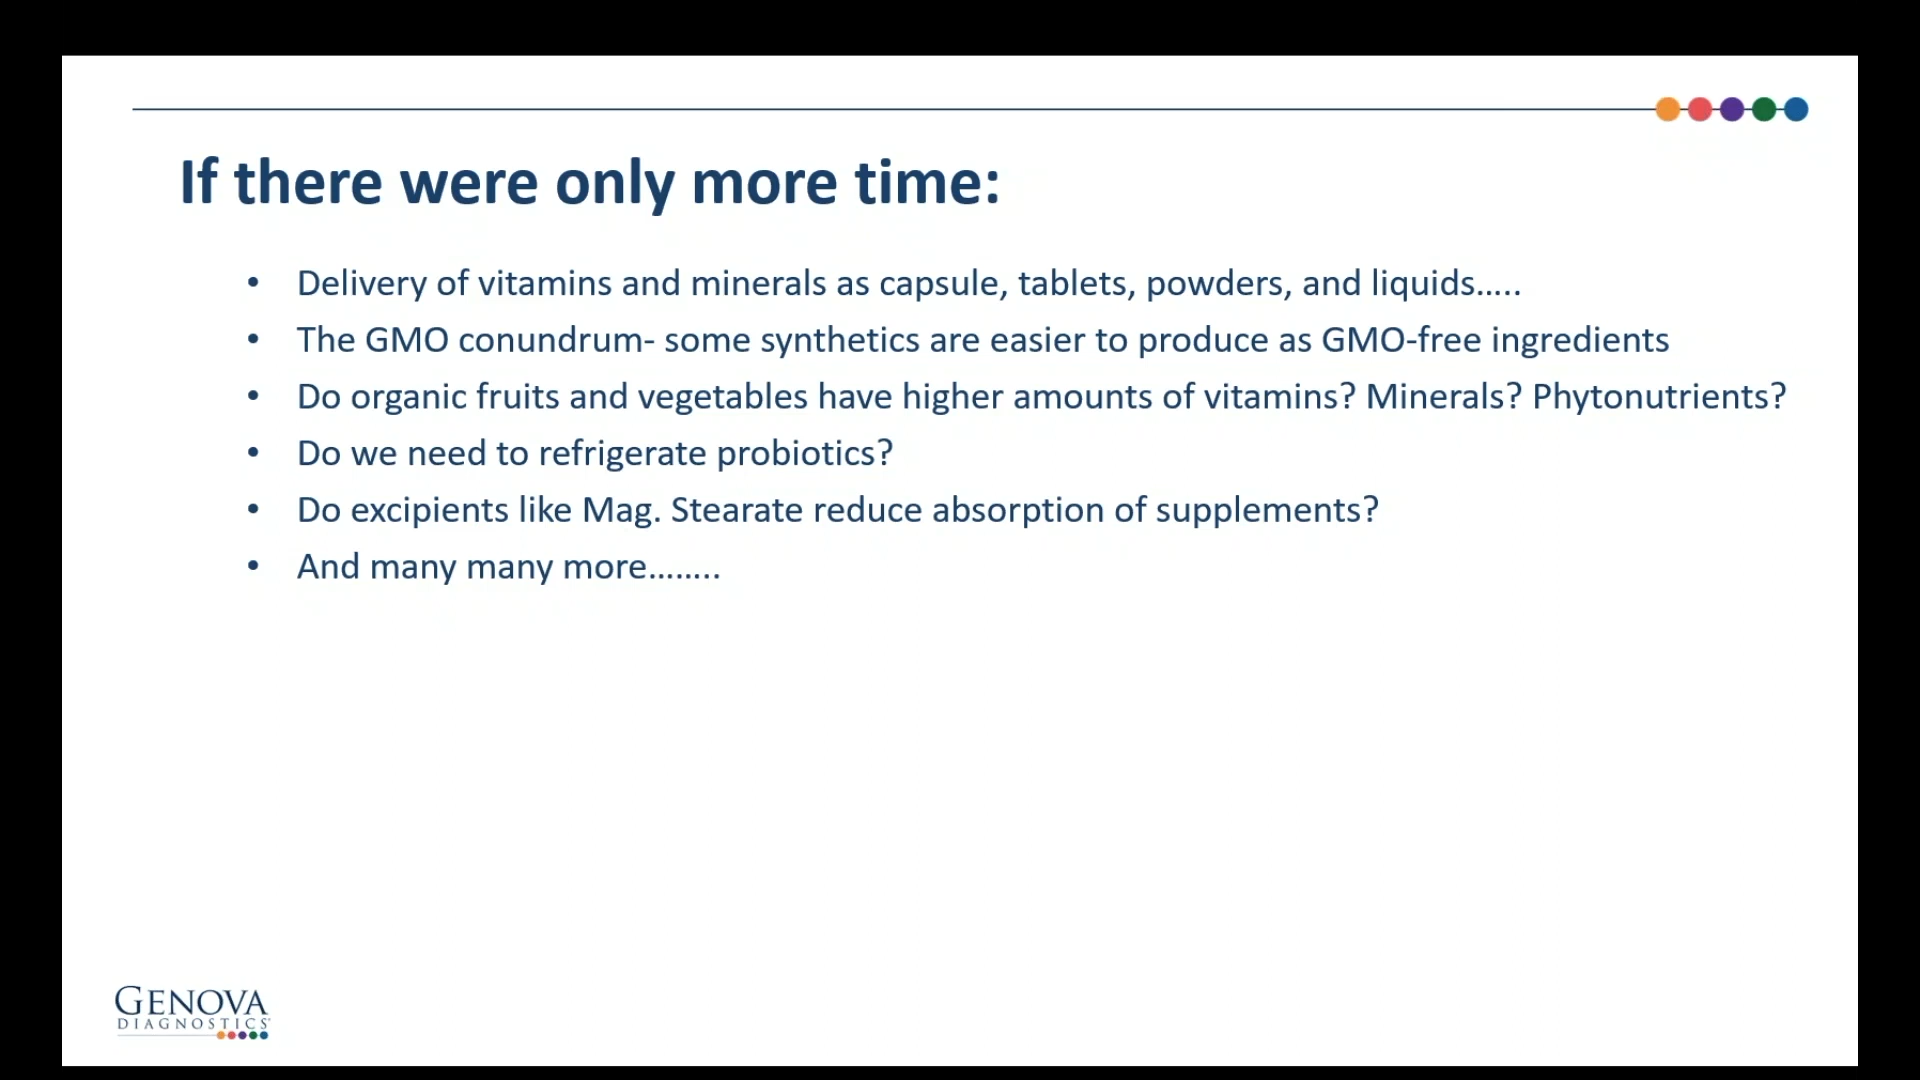 If there were only more time:
• Delivery of vitamins and minerals as capsule, tablets, powders, and liquids.....
• The GMO conundrum- some synthetics are easier to produce as GMO-free ingredients
• Do organic fruits and vegetables have higher amounts of vitamins? Minerals? Phytonutrients?
• Do we need to refrigerate probiotics?
• Do excipients like Mag. Stearate reduce absorption of supplements?
• And many many more........
GENOVA
DIAGNOSTICS